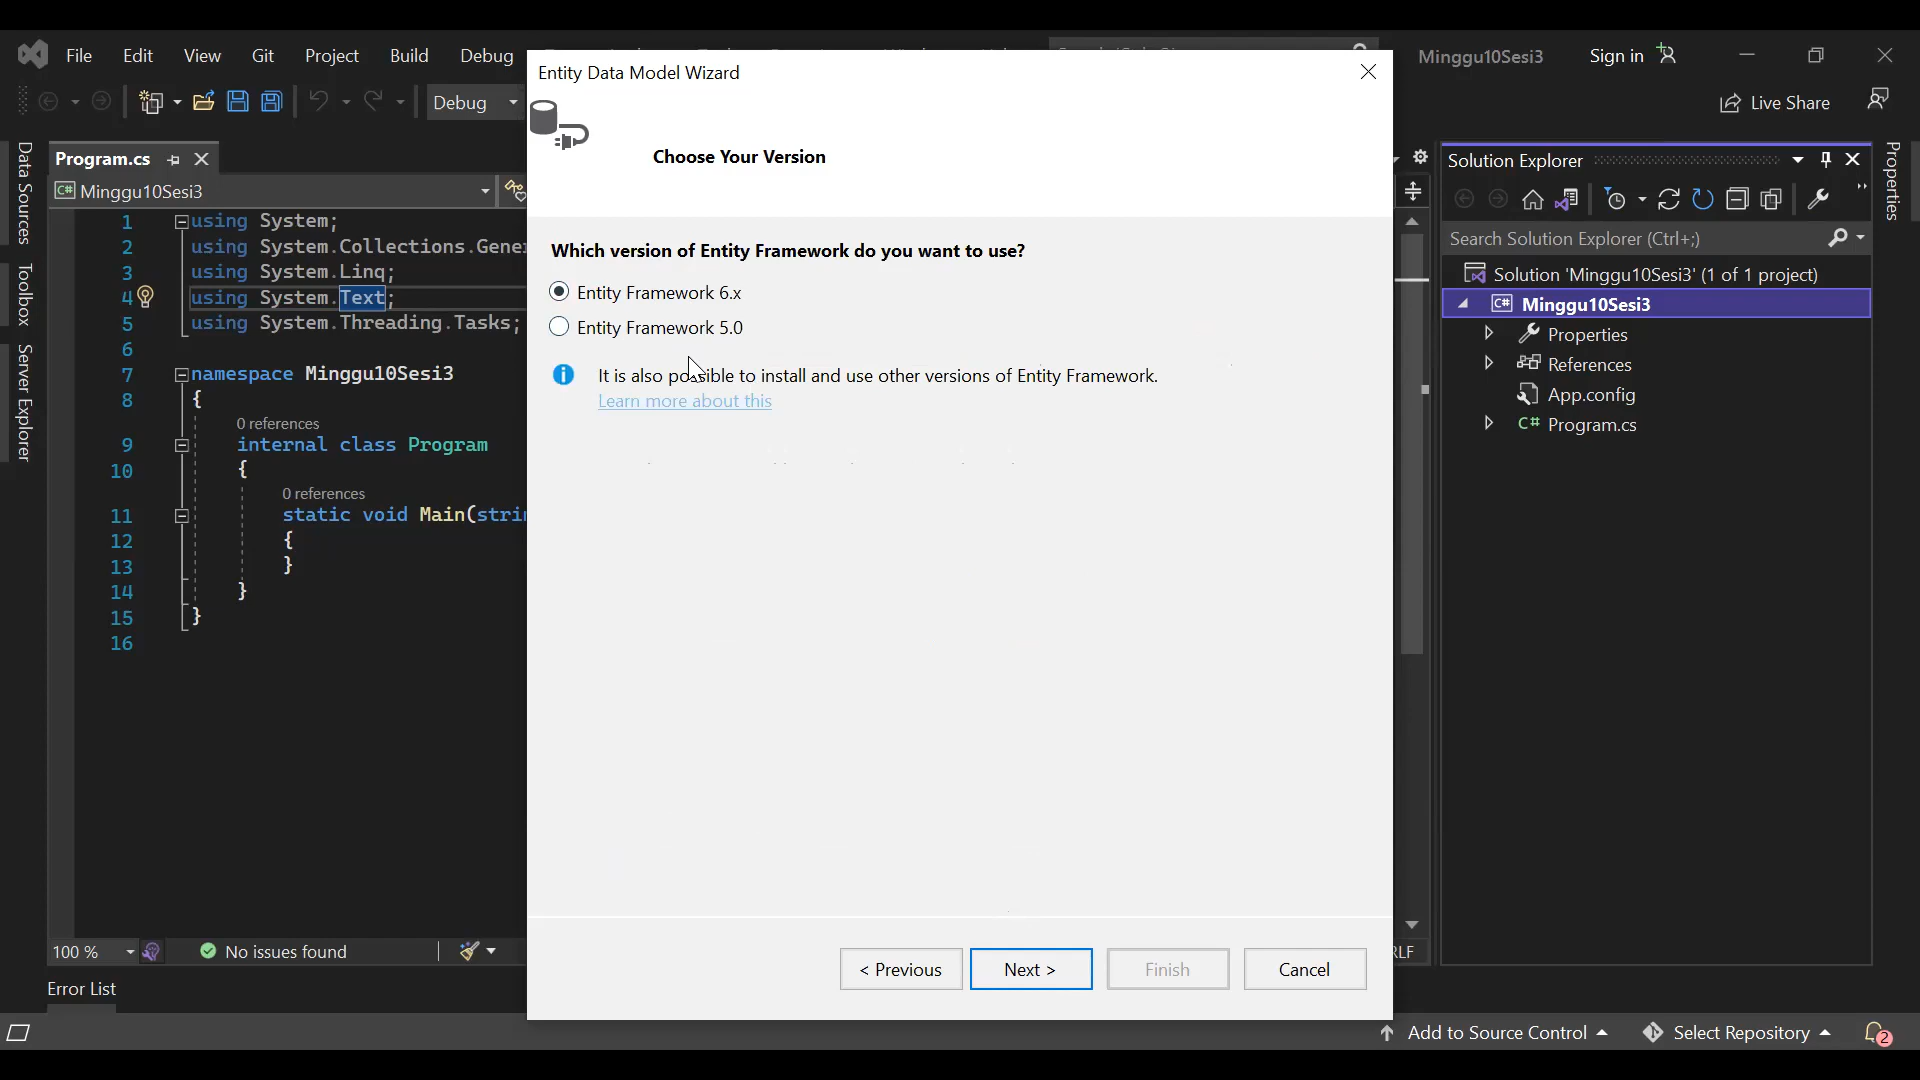 File Edit View Git Project Build Debug
Minggu10Sesi3
Sign in
Debug
Live Share
Entity Data Model Wizard
Choose Your Version
Which version of Entity Framework do you want to use?
Entity Framework 6.x
Entity Framework 5.0
It is also possible to install and use other versions of Entity Framework.
Learn more about this
< Previous
Next >
Finish
Cancel
Data Sources
Toolbox
Server Explorer
Program.cs
C# Minggu10Sesi3
1 using System;
2 using System.Collections.Gene
3 using System.Linq;
4 using System.Text;
5 using System.Threading.Tasks;
6
7 namespace Minggu10Sesi3
8 {
0 references
9 internal class Program
10 {
0 references
11 static void Main(stri
12 {
13 }
14 }
15 }
16
100 %
No issues found
RLF
Error List
Solution Explorer
Search Solution Explorer (Ctrl+;)
Solution 'Minggu10Sesi3' (1 of 1 project)
C# Minggu10Sesi3
Properties
References
App.config
C# Program.cs
Properties
Add to Source Control
Select Repository
2